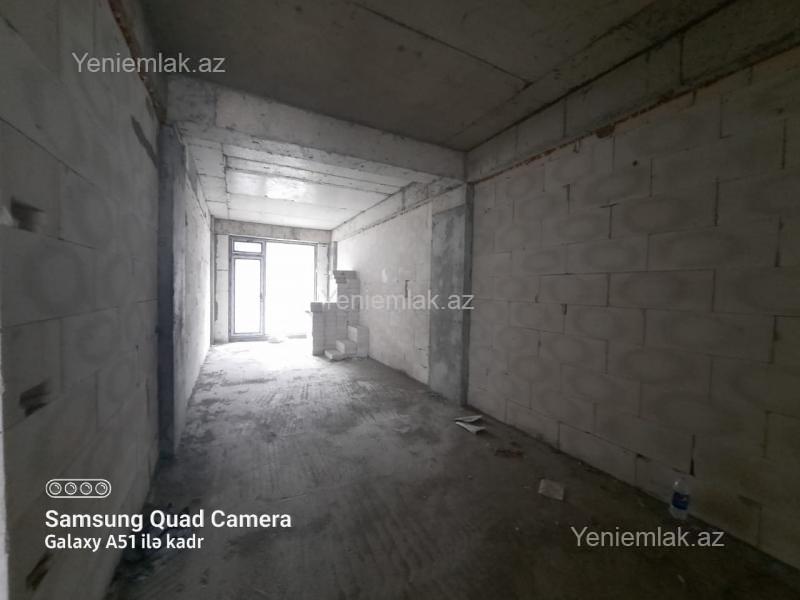 Yeniemlak.az
Yeniemlak.az
Samsung Quad Camera
Galaxy A51 ilə kadr
Yeniemlak.az